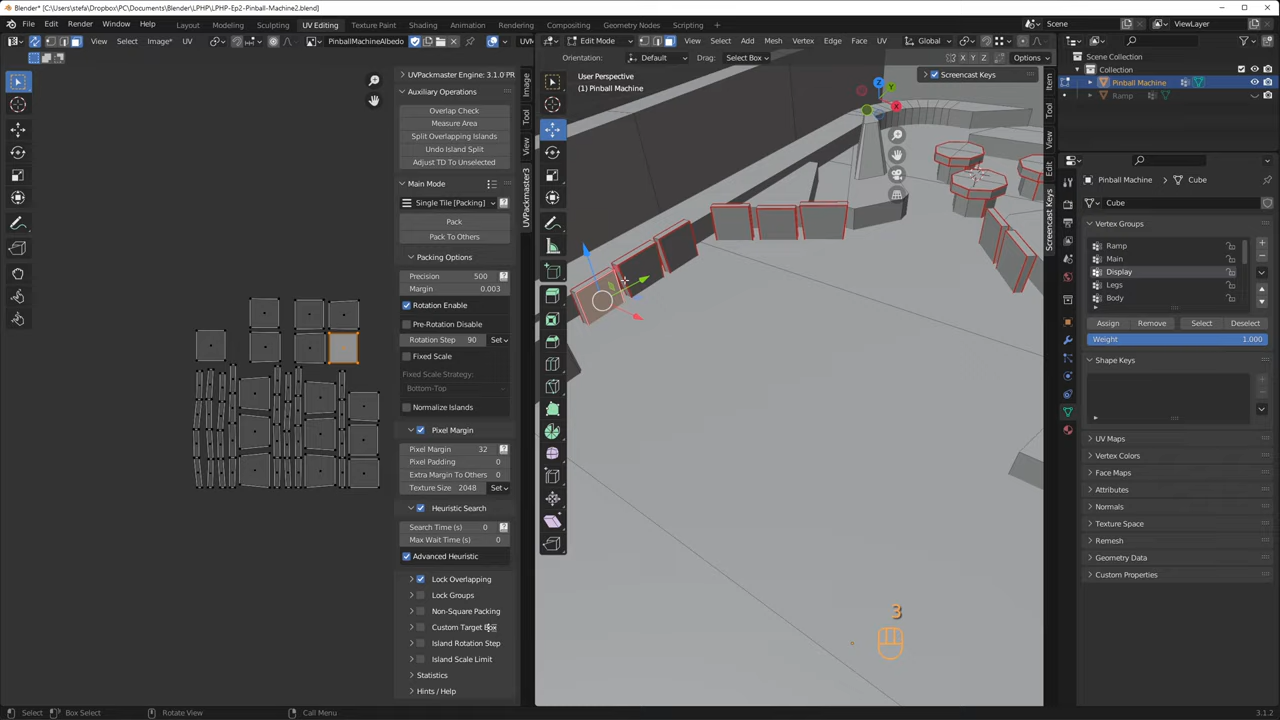 Blender* [C:\Users\stefa\Dropbox\PC\Documents\Blender\LPHP\LPHP-Ep2-Pinball-Machine2.blend]
File Edit Render Window Help Layout Modeling Sculpting UV Editing Texture Paint Shading Animation Rendering Compositing Geometry Nodes Scripting Scene ViewLayer
View Select Image* UV PinballMachineAlbedo UVM Edit Mode View Select Add Mesh Vertex Edge Face UV Global
Orientation: Default Drag: Select Box X Y Z Options
UVPackmaster Engine: 3.1.0 PR
Auxiliary Operations
Overlap Check
Measure Area
Split Overlapping Islands
Undo Island Split
Adjust TD To Unselected
Main Mode
Single Tile [Packing]
Pack
Pack To Others
Packing Options
Precision 500
Margin 0.003
Rotation Enable
Pre-Rotation Disable
Rotation Step 90 Set
Fixed Scale
Fixed Scale Strategy:
Bottom-Top
Normalize Islands
Pixel Margin
Pixel Margin 32
Pixel Padding 0
Extra Margin To Others 0
Texture Size 2048 Set
Heuristic Search
Search Time (s) 0
Max Wait Time (s) 0
Advanced Heuristic
Lock Overlapping
Lock Groups
Non-Square Packing
Custom Target Box
Island Rotation Step
Island Scale Limit
Statistics
Hints / Help
Image
Tool
View
UVPackmaster3
User Perspective
(1) Pinball Machine
Screencast Keys
Z
Y
X
Item
Tool
View
Edit
Screencast Keys
3
Scene Collection
Collection
Pinball Machine
Ramp
Pinball Machine Cube
Cube
Vertex Groups
Ramp
Main
Display
Legs
Body
Assign Remove Select Deselect
Weight 1.000
Shape Keys
UV Maps
Vertex Colors
Face Maps
Attributes
Normals
Texture Space
Remesh
Geometry Data
Custom Properties
Select Box Select Rotate View Call Menu 3.1.2